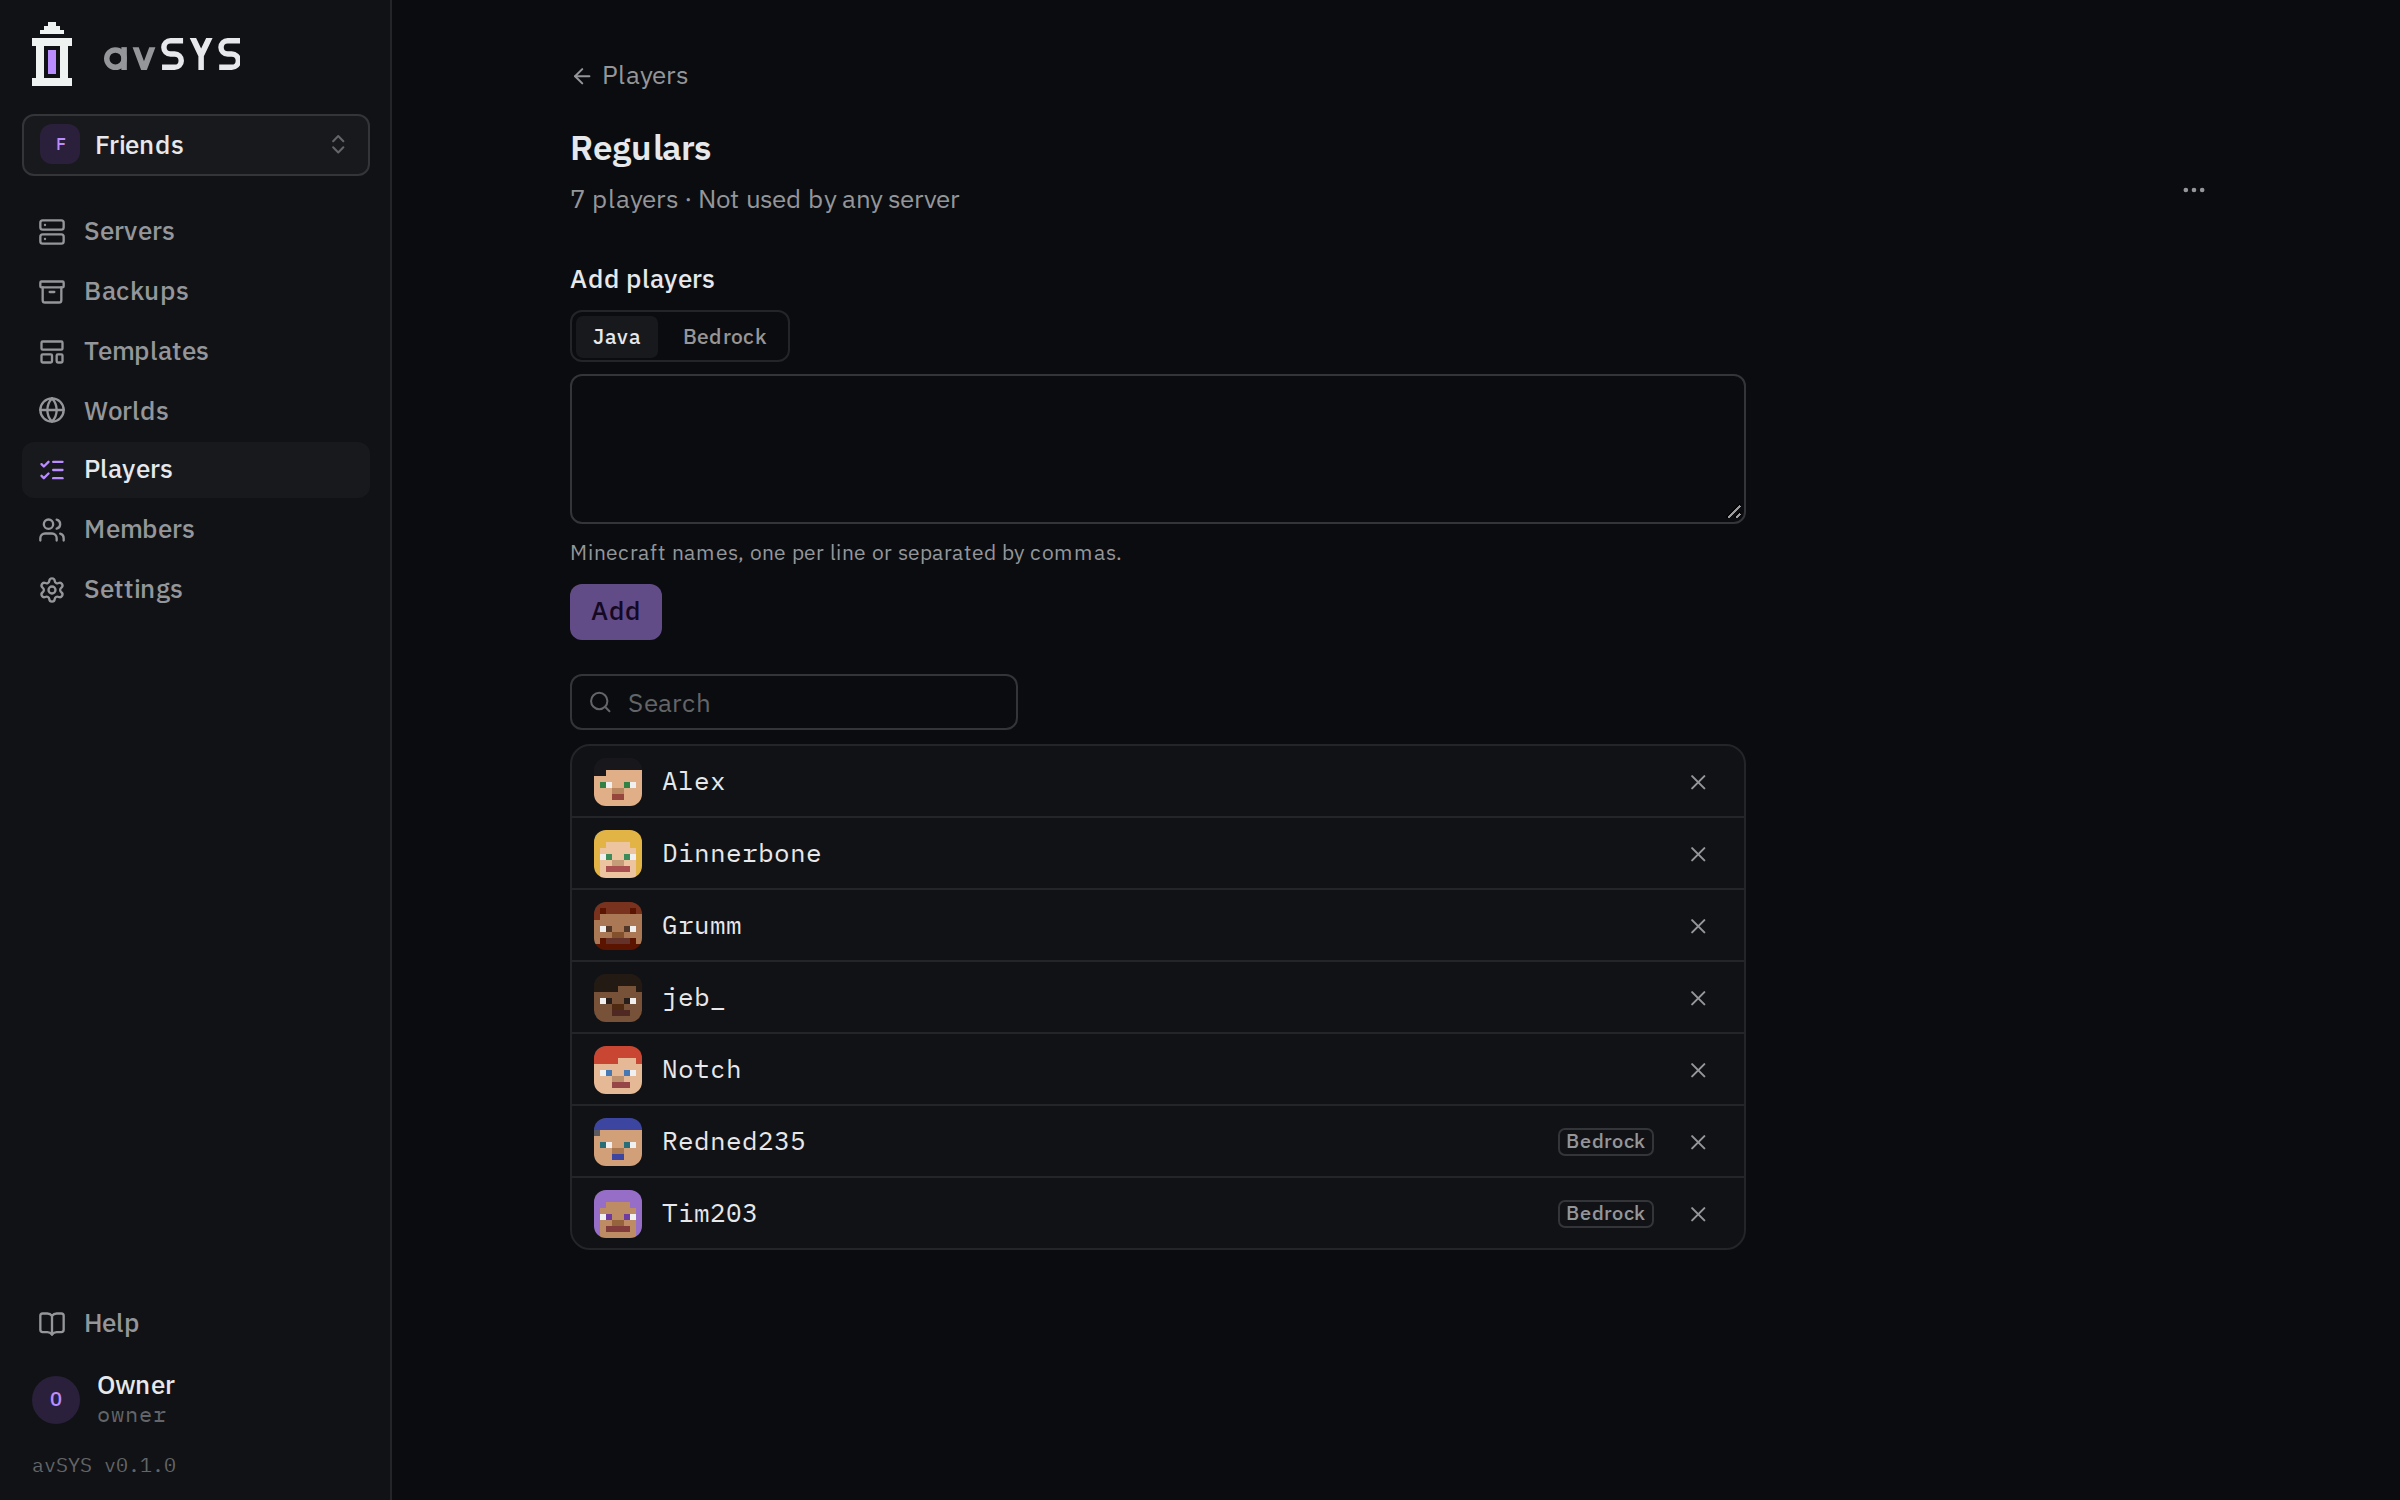 avSYS
F Friends
Servers
Backups
Templates
Worlds
Players
Members
Settings
Help
O Owner
owner
avSYS v0.1.0
← Players
Regulars
7 players · Not used by any server
Add players
Java Bedrock
Minecraft names, one per line or separated by commas.
Add
Search
Alex
Dinnerbone
Grumm
jeb_
Notch
Redned235 Bedrock
Tim203 Bedrock